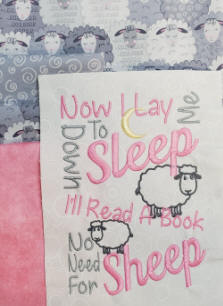 Now I Lay Me
Down To
Sleep
I'll Read A Book
No
Need
For Sheep